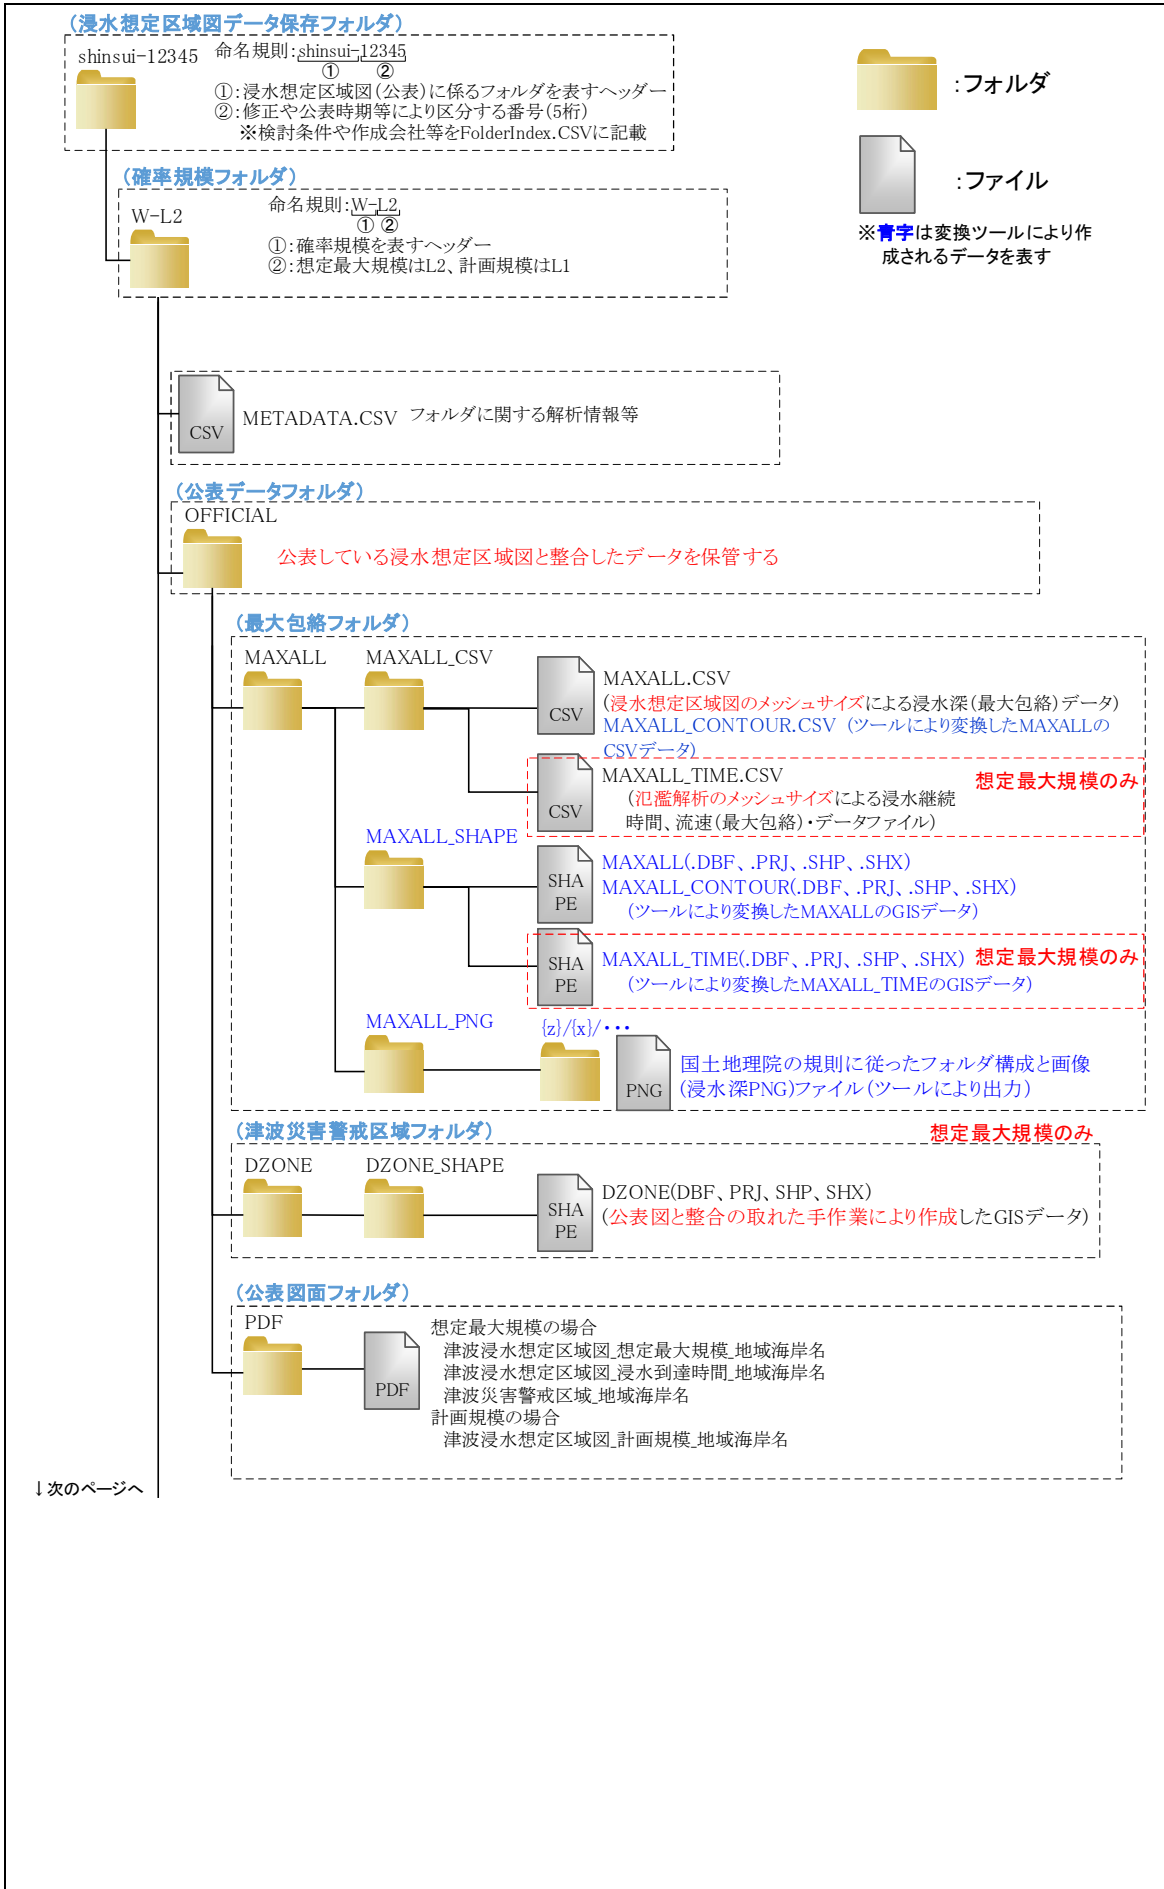 （浸水想定区域図データ保存フォルダ）
shinsui-12345
命名規則：shinsui-12345
① ②
①：浸水想定区域図（公表）に係るフォルダを表すヘッダー
②：修正や公表時期等により区分する番号（5桁）
※検討条件や作成会社等をFolderIndex.CSVに記載
：フォルダ
：ファイル
※青字は変換ツールにより作
成されるデータを表す
（確率規模フォルダ）
W-L2
命名規則：W-L2
① ②
①：確率規模を表すヘッダー
②：想定最大規模はL2、計画規模はL1
CSV
METADATA.CSV フォルダに関する解析情報等
（公表データフォルダ）
OFFICIAL
公表している浸水想定区域図と整合したデータを保管する
（最大包絡フォルダ）
MAXALL
MAXALL_CSV
CSV
MAXALL.CSV
（浸水想定区域図のメッシュサイズによる浸水深（最大包絡）データ）
MAXALL_CONTOUR.CSV （ツールにより変換したMAXALLの
CSVデータ）
CSV
MAXALL_TIME.CSV
想定最大規模のみ
（氾濫解析のメッシュサイズによる浸水継続
時間、流速（最大包絡）・データファイル）
MAXALL_SHAPE
SHA
PE
MAXALL(.DBF、.PRJ、.SHP、.SHX)
MAXALL_CONTOUR(.DBF、.PRJ、.SHP、.SHX)
（ツールにより変換したMAXALLのGISデータ）
SHA
PE
MAXALL_TIME(.DBF、.PRJ、.SHP、.SHX)
想定最大規模のみ
（ツールにより変換したMAXALL_TIMEのGISデータ）
MAXALL_PNG
{z}/{x}/・・・
PNG
国土地理院の規則に従ったフォルダ構成と画像
（浸水深PNG）ファイル（ツールにより出力）
（津波災害警戒区域フォルダ）
想定最大規模のみ
DZONE
DZONE_SHAPE
SHA
PE
DZONE(DBF、PRJ、SHP、SHX)
（公表図と整合の取れた手作業により作成したGISデータ）
（公表図面フォルダ）
PDF
PDF
想定最大規模の場合
津波浸水想定区域図_想定最大規模_地域海岸名
津波浸水想定区域図_浸水到達時間_地域海岸名
津波災害警戒区域_地域海岸名
計画規模の場合
津波浸水想定区域図_計画規模_地域海岸名
↓次のページへ